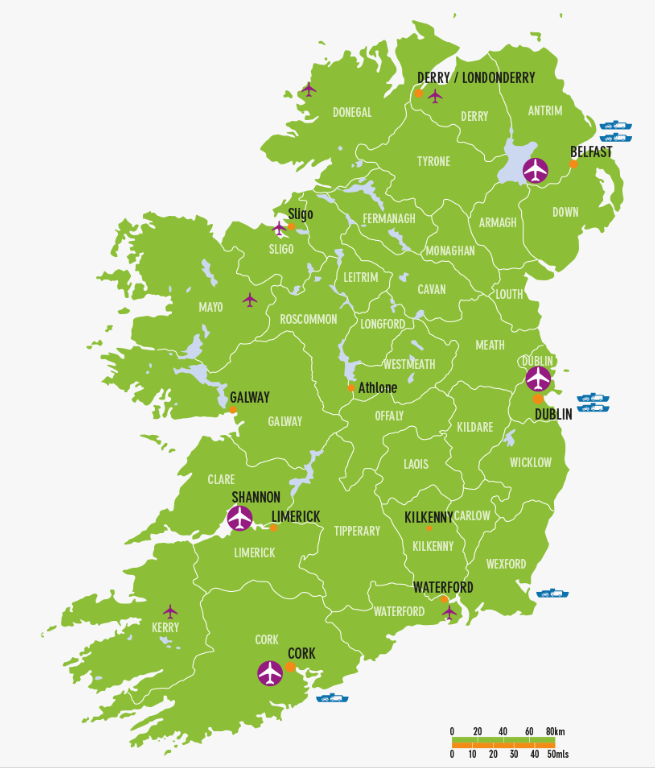 DERRY / LONDONDERRY
DONEGAL
DERRY
ANTRIM
TYRONE
BELFAST
Sligo
FERMANAGH
ARMAGH
DOWN
SLIGO
MONAGHAN
LEITRIM
CAVAN
LOUTH
MAYO
ROSCOMMON
LONGFORD
MEATH
WESTMEATH
DUBLIN
Athlone
GALWAY
DUBLIN
GALWAY
OFFALY
KILDARE
LAOIS
WICKLOW
CLARE
SHANNON
LIMERICK
KILKENNY
CARLOW
TIPPERARY
KILKENNY
LIMERICK
WEXFORD
WATERFORD
WATERFORD
KERRY
CORK
CORK
0 20 40 60 80km
0 10 20 30 40 50mls